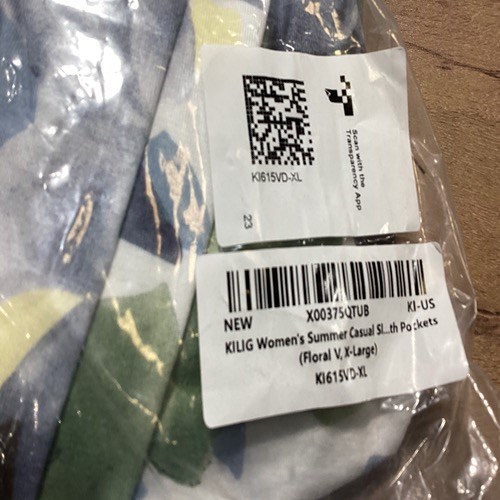 Scan with the
Transparency App
KI615VD-XL
23
X00375QTUB KI-US
NEW
KILIG Women's Summer Casual Sl...th Pockets
(Floral V, X-Large)
KI615VD-XL